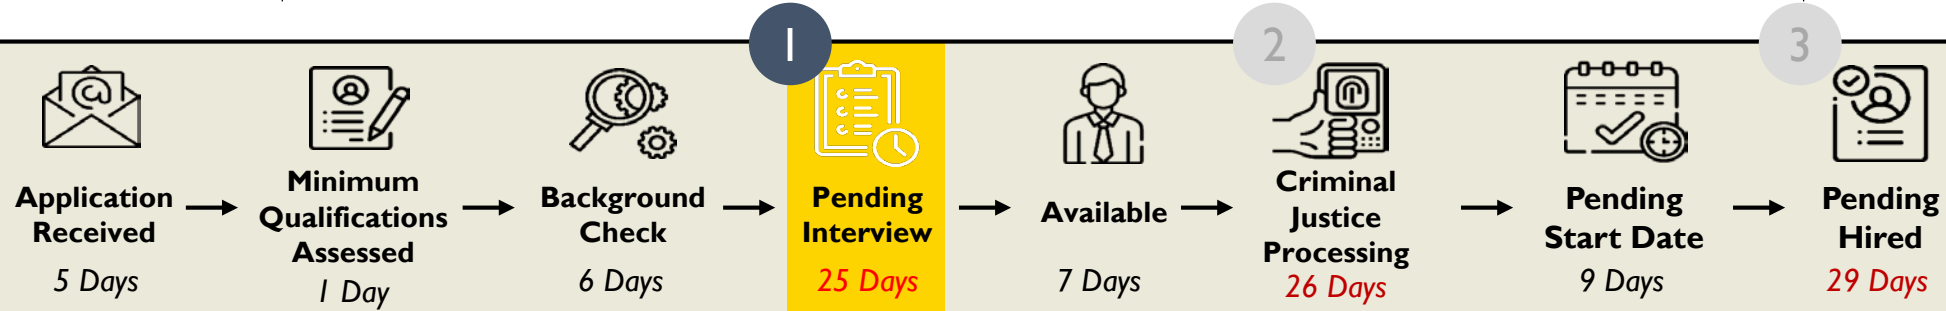 1
2
3
Application
Received
5 Days
Minimum
Qualifications
Assessed
1 Day
Background
Check
6 Days
Pending
Interview
25 Days
Available
7 Days
Criminal
Justice
Processing
26 Days
Pending
Start Date
9 Days
Pending
Hired
29 Days